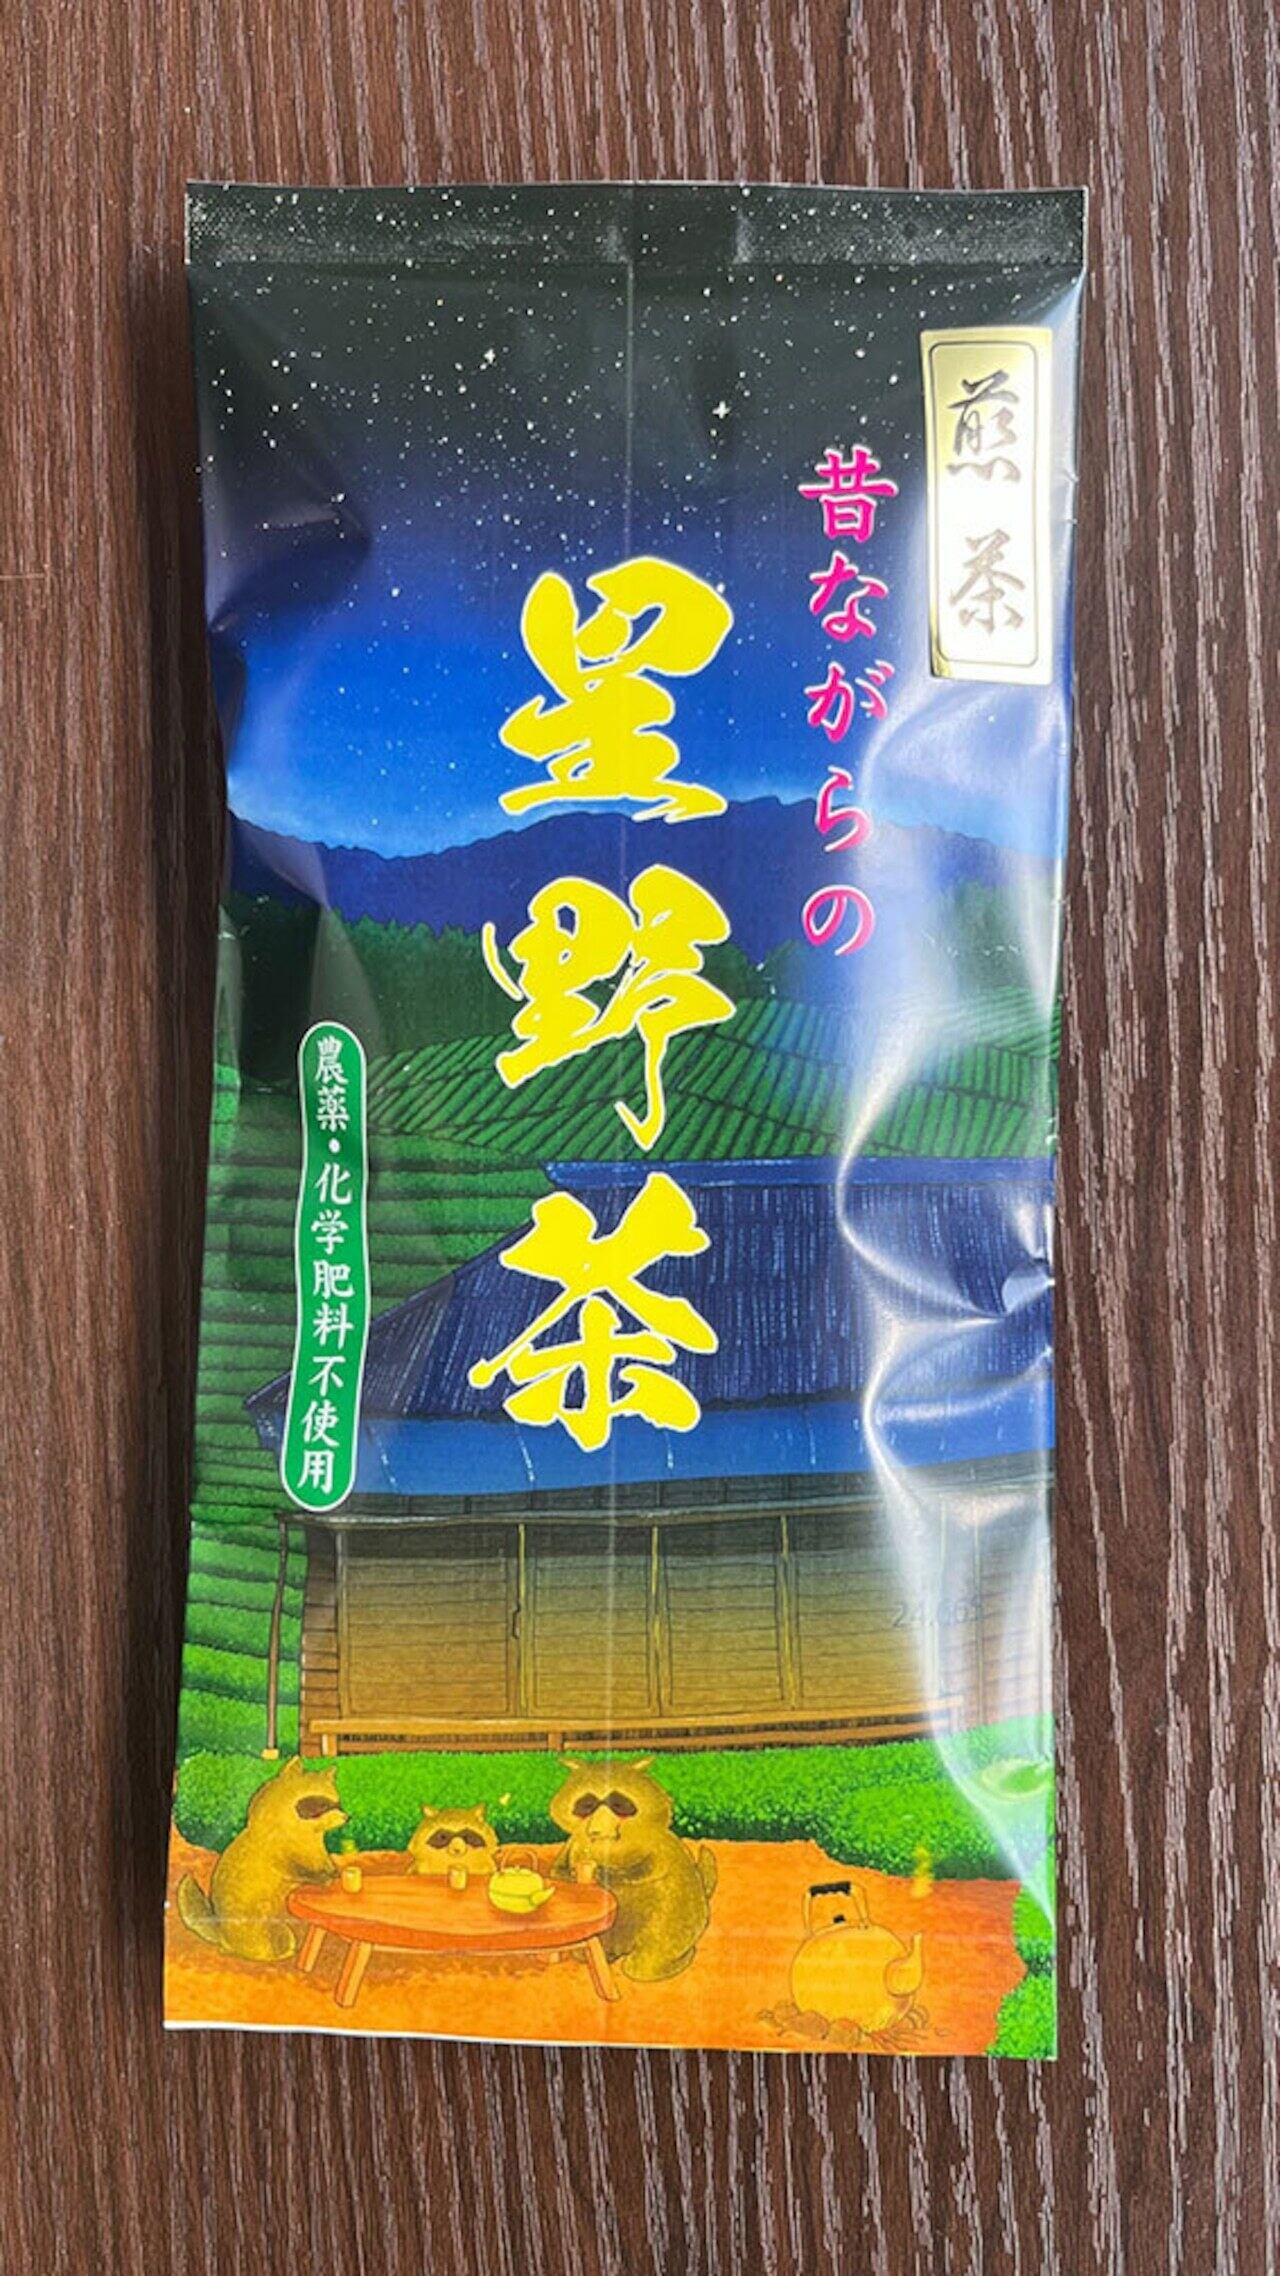 煎茶
昔ながらの
星野茶
農薬・化学肥料不使用